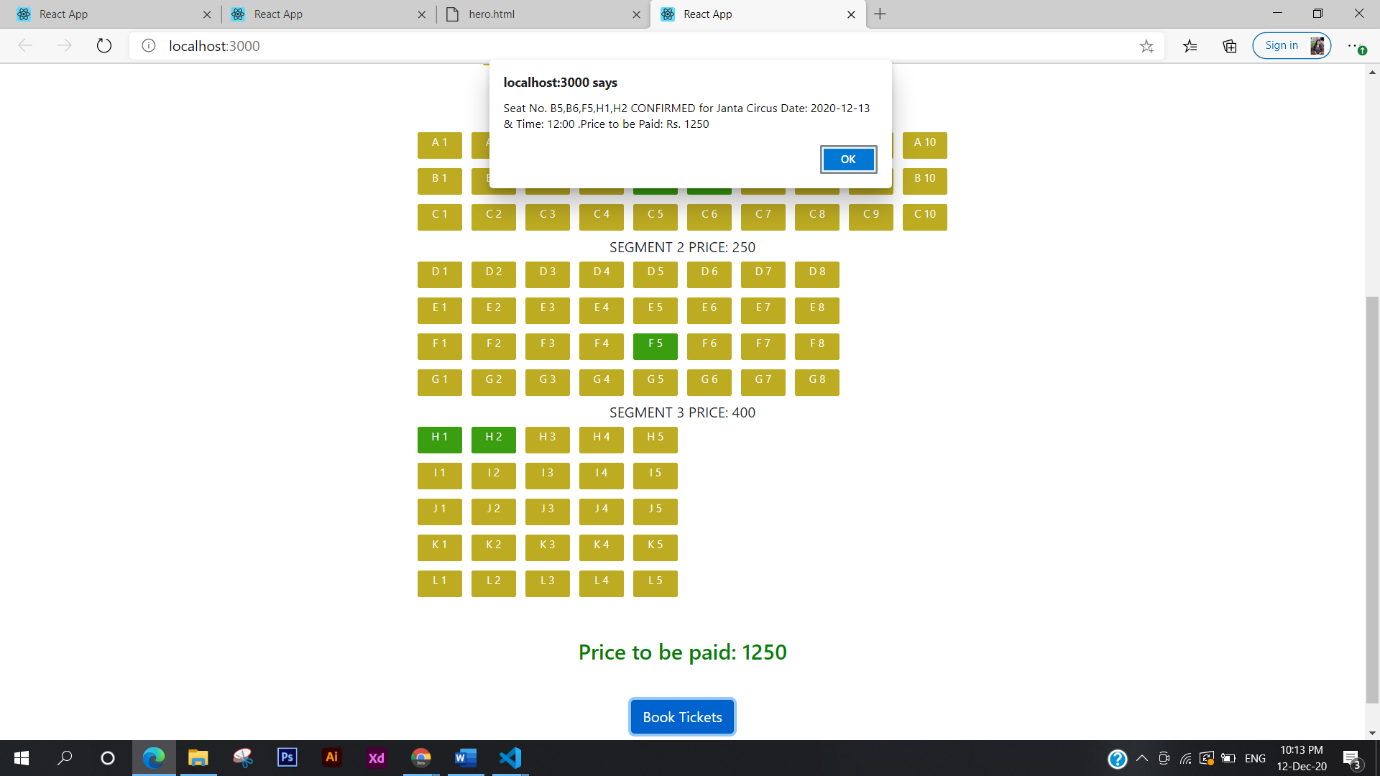 React App
React App
hero.html
React App
localhost:3000
Sign in
localhost:3000 says
Seat No. B5,B6,F5,H1,H2 CONFIRMED for Janta Circus Date: 2020-12-13
& Time: 12:00 .Price to be Paid: Rs. 1250
OK
A 1 A 10
B 1 B 10
C 1 C 2 C 3 C 4 C 5 C 6 C 7 C 8 C 9 C 10
SEGMENT 2 PRICE: 250
D 1 D 2 D 3 D 4 D 5 D 6 D 7 D 8
E 1 E 2 E 3 E 4 E 5 E 6 E 7 E 8
F 1 F 2 F 3 F 4 F 5 F 6 F 7 F 8
G 1 G 2 G 3 G 4 G 5 G 6 G 7 G 8
SEGMENT 3 PRICE: 400
H 1 H 2 H 3 H 4 H 5
I 1 I 2 I 3 I 4 I 5
J 1 J 2 J 3 J 4 J 5
K 1 K 2 K 3 K 4 K 5
L 1 L 2 L 3 L 4 L 5
Price to be paid: 1250
Book Tickets
Ps
Ai
Xd
W
ENG
10:13 PM
12-Dec-20
3